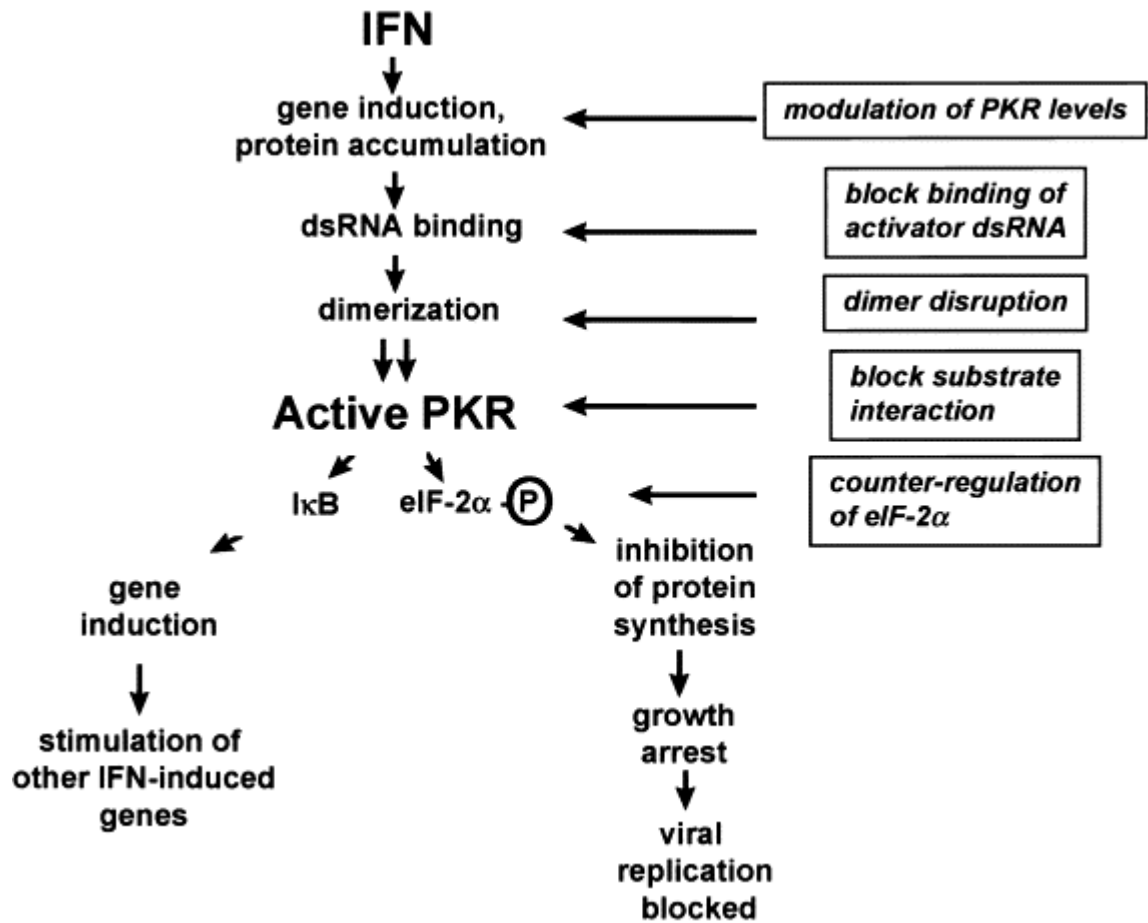 IFN
gene induction,
protein accumulation
modulation of PKR levels
dsRNA binding
block binding of
activator dsRNA
dimerization
dimer disruption
Active PKR
block substrate
interaction
IκB
eIF-2α
P
counter-regulation
of eIF-2α
gene
induction
stimulation of
other IFN-induced
genes
inhibition
of protein
synthesis
growth
arrest
viral
replication
blocked